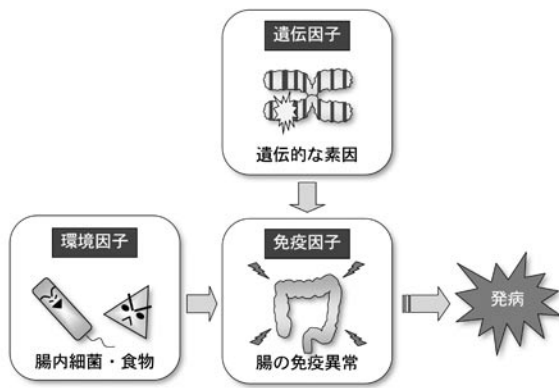 遺伝因子
遺伝的な素因
環境因子
腸内細菌・食物
免疫因子
腸の免疫異常
発病